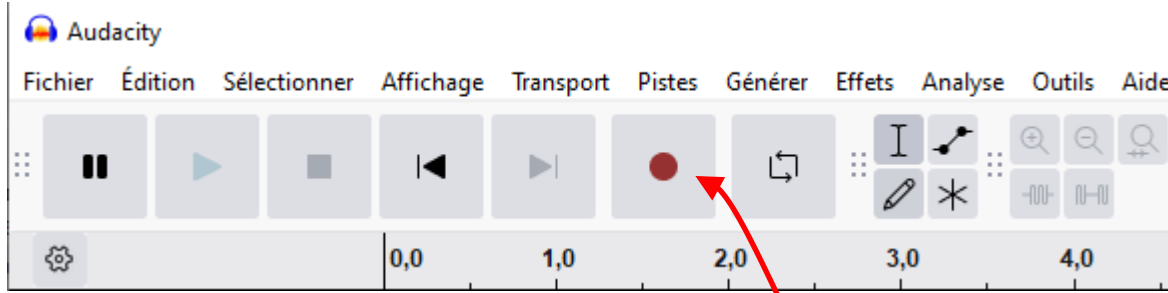 Audacity
Fichier Édition Sélectionner Affichage Transport Pistes Générer Effets Analyse Outils Aide
0,0 1,0 2,0 3,0 4,0